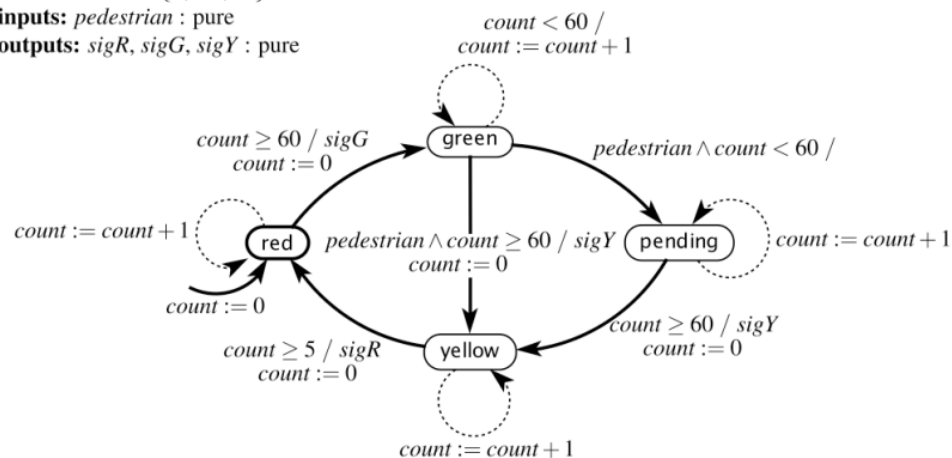 inputs: pedestrian : pure
outputs: sigR, sigG, sigY : pure
count < 60 /
count := count + 1
green
count ≥ 60 / sigG
count := 0
pedestrian ∧ count < 60 /
count := count + 1
red
pedestrian ∧ count ≥ 60 / sigY
count := 0
pending
count := count + 1
count := 0
count ≥ 60 / sigY
count := 0
count ≥ 5 / sigR
count := 0
yellow
count := count + 1